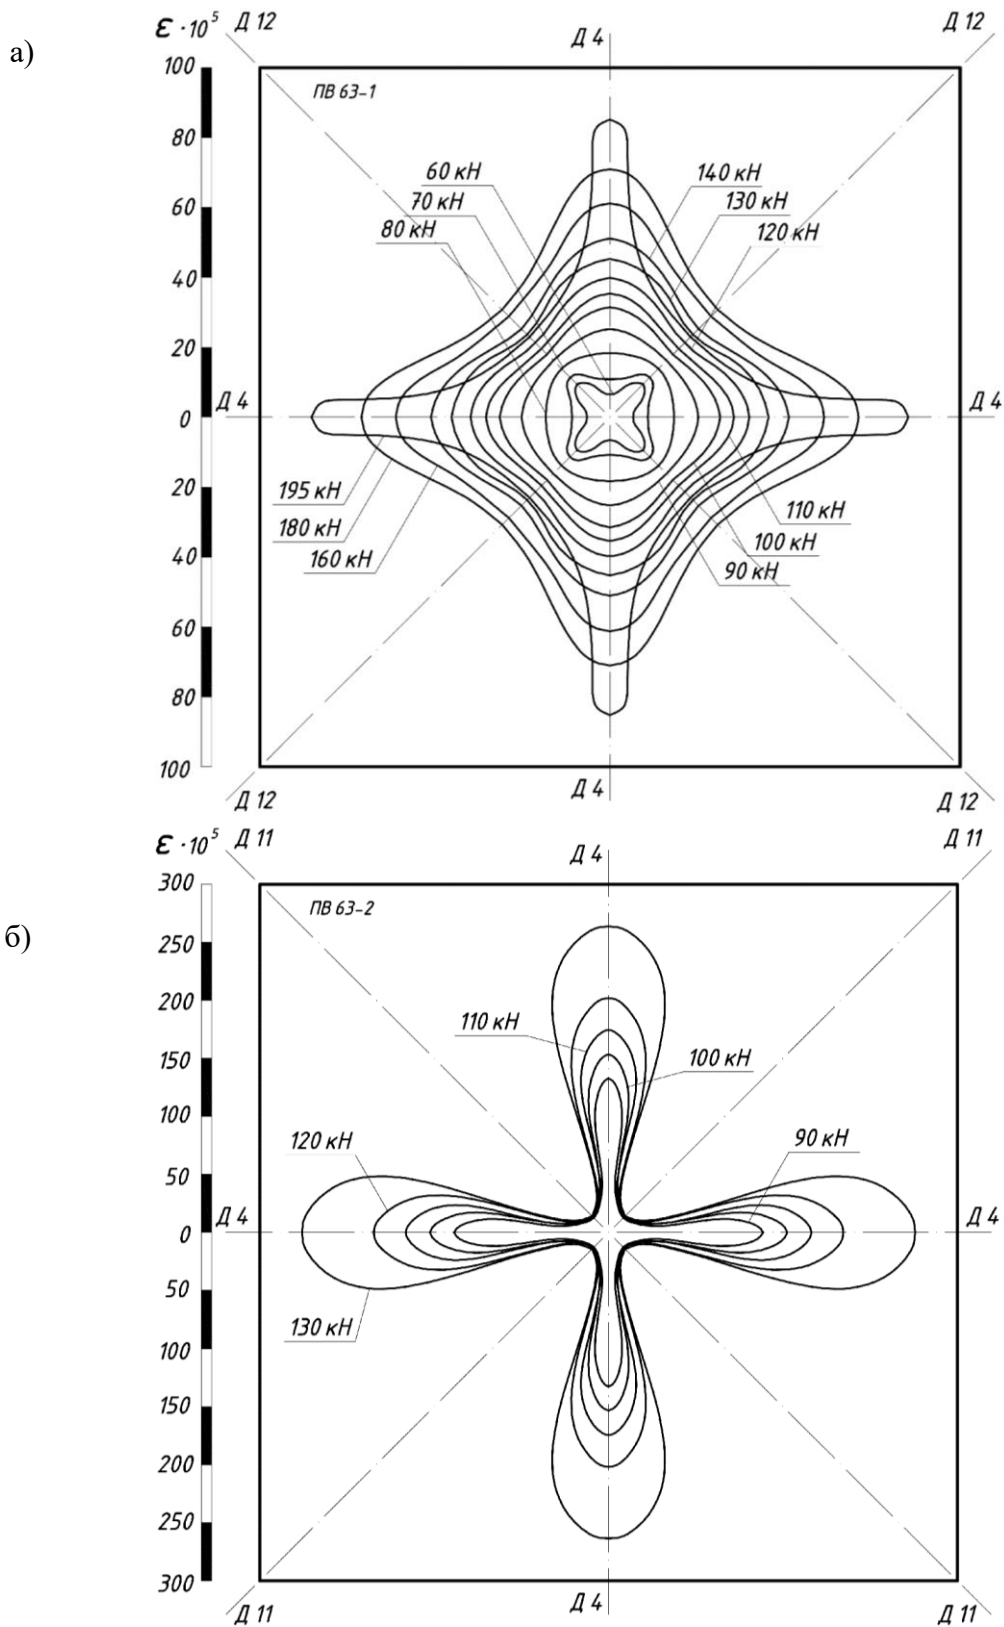 а)
ε·10⁵
Д 12
Д 4
Д 12
100
80
60
40
20
0
20
40
60
80
100
ПВ 63-1
60 кН
70 кН
80 кН
140 кН
130 кН
120 кН
Д 4
Д 4
195 кН
180 кН
160 кН
110 кН
100 кН
90 кН
Д 12
Д 4
Д 12
б)
ε·10⁵
Д 11
Д 4
Д 11
300
250
200
150
100
50
0
50
100
150
200
250
300
ПВ 63-2
110 кН
100 кН
120 кН
90 кН
Д 4
Д 4
130 кН
Д 11
Д 4
Д 11